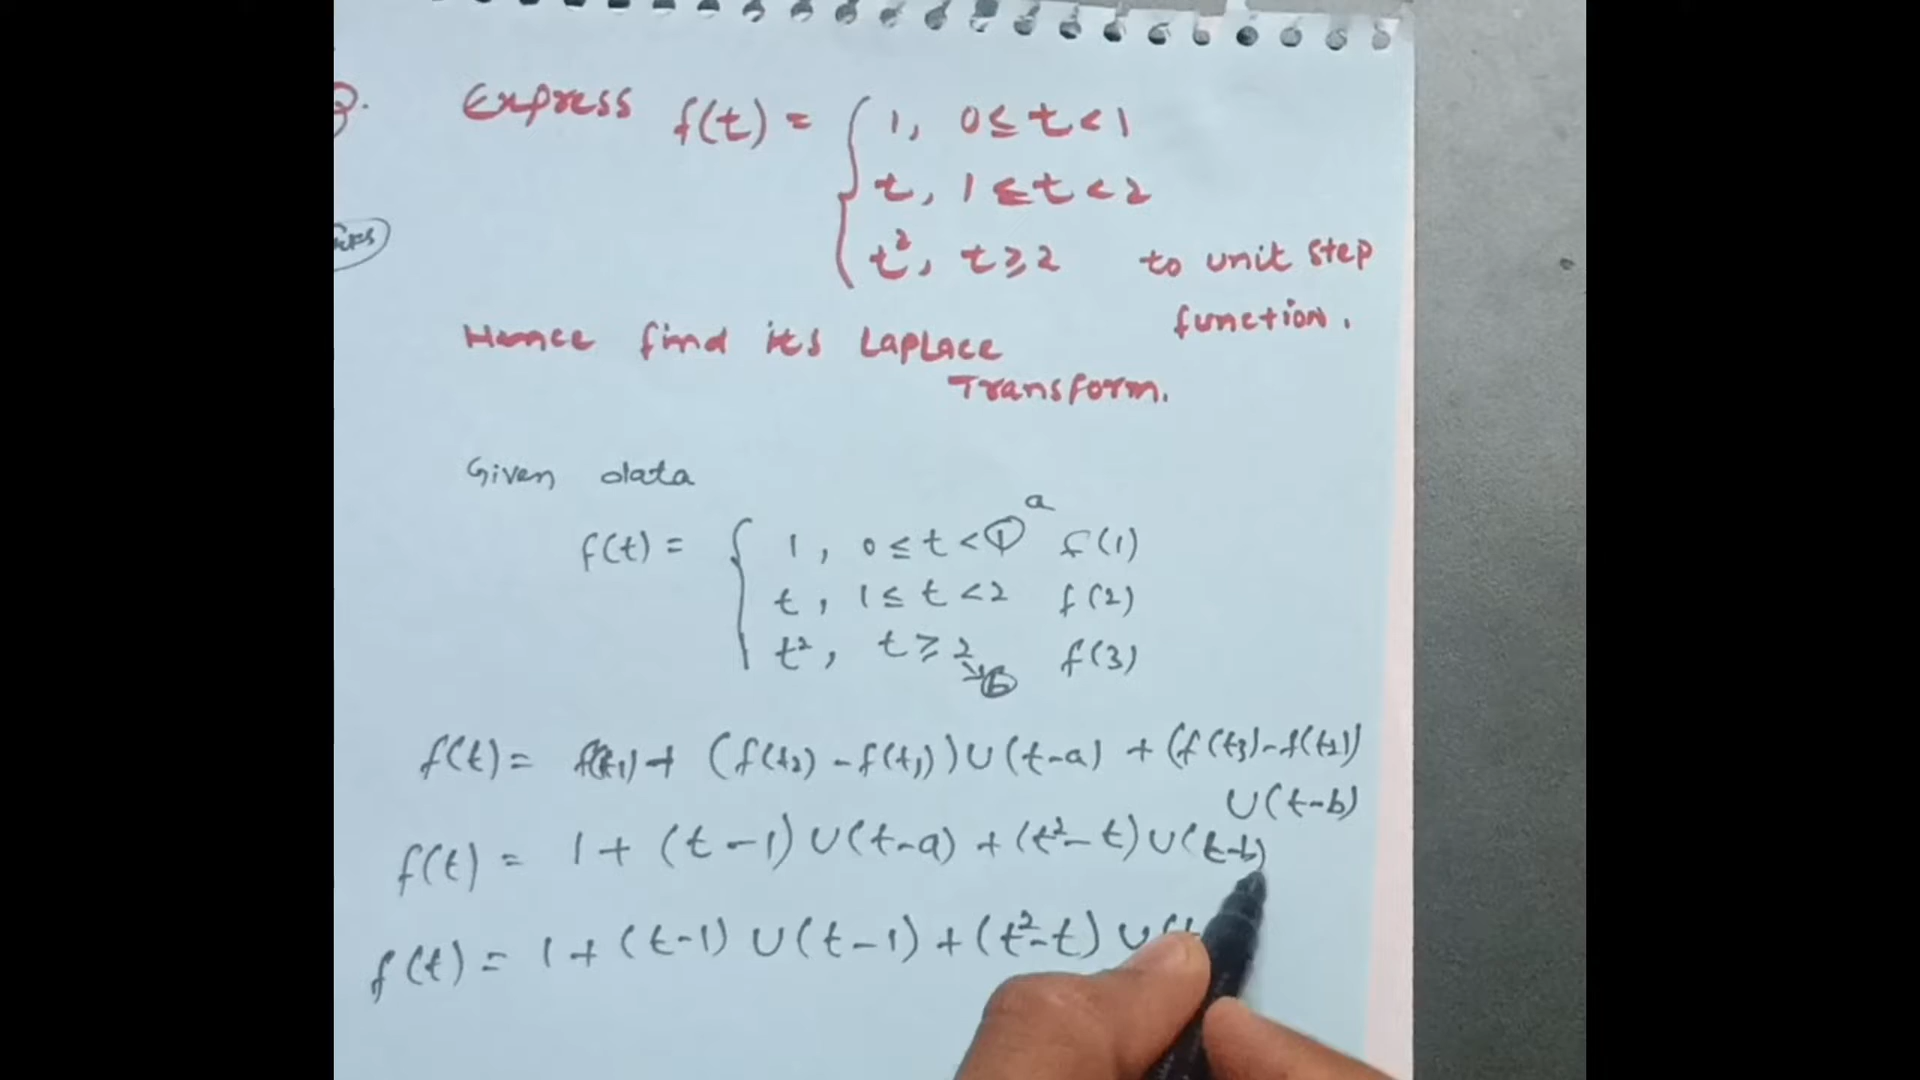 Q. Express f(t) = { 1, 0 ≤ t < 1
t, 1 ≤ t < 2
t², t ≥ 2 to unit step
function.
Hence find its Laplace
Transform.
Given data
a
f(t) = { 1, 0 ≤ t < 1 f(1)
t, 1 ≤ t < 2 f(2)
t², t ≥ 2 f(3)
b
f(t) = f(t₁) + (f(t₂) - f(t₁)) U(t-a) + (f(t₃) - f(t₂))
U(t-b)
f(t) = 1 + (t-1) U(t-a) + (t² - t) U(t-b)
f(t) = 1 + (t-1) U(t-1) + (t² - t) U(t